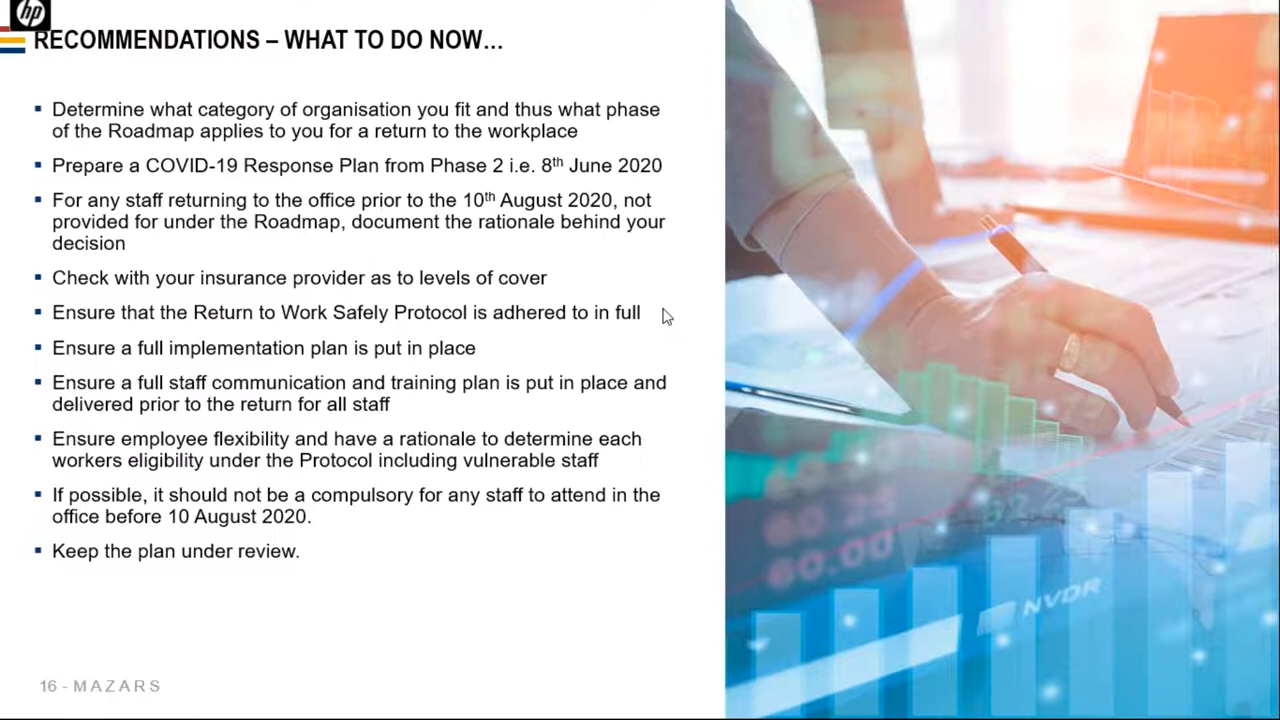 hp
RECOMMENDATIONS – WHAT TO DO NOW…
▪ Determine what category of organisation you fit and thus what phase
of the Roadmap applies to you for a return to the workplace
▪ Prepare a COVID-19 Response Plan from Phase 2 i.e. 8th June 2020
▪ For any staff returning to the office prior to the 10th August 2020, not
provided for under the Roadmap, document the rationale behind your
decision
▪ Check with your insurance provider as to levels of cover
▪ Ensure that the Return to Work Safely Protocol is adhered to in full
▪ Ensure a full implementation plan is put in place
▪ Ensure a full staff communication and training plan is put in place and
delivered prior to the return for all staff
▪ Ensure employee flexibility and have a rationale to determine each
workers eligibility under the Protocol including vulnerable staff
▪ If possible, it should not be a compulsory for any staff to attend in the
office before 10 August 2020.
▪ Keep the plan under review.
16 - MAZARS
NVDR